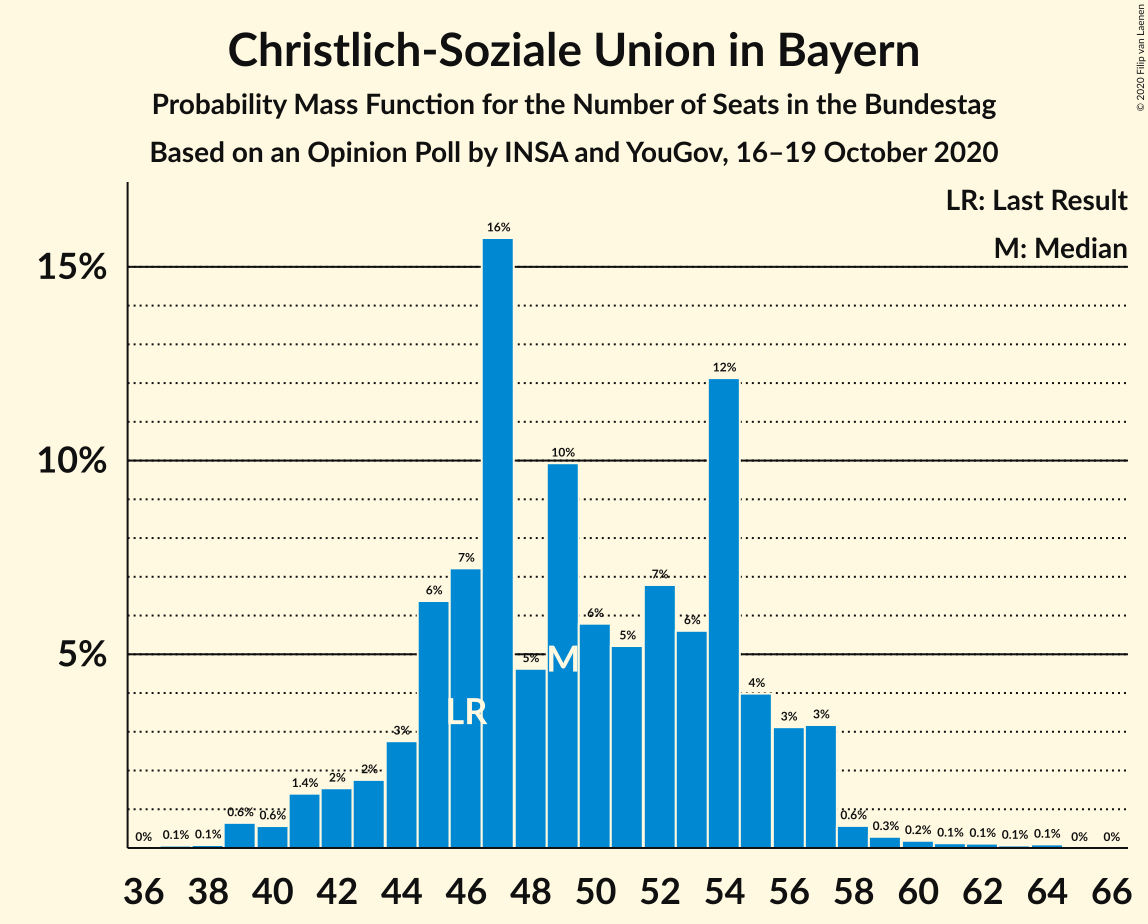 Christlich-Soziale Union in Bayern
Probability Mass Function for the Number of Seats in the Bundestag
Based on an Opinion Poll by INSA and YouGov, 16–19 October 2020
© 2020 Filip van Laenen
LR: Last Result
M: Median
15%
10%
5%
0% 0.1% 0.1% 0.6% 0.6% 1.4% 2% 2% 3% 6% 7% 16% 5% 10% 6% 5% 7% 6% 12% 4% 3% 3% 0.6% 0.3% 0.2% 0.1% 0.1% 0.1% 0.1% 0% 0%
LR M
36 38 40 42 44 46 48 50 52 54 56 58 60 62 64 66